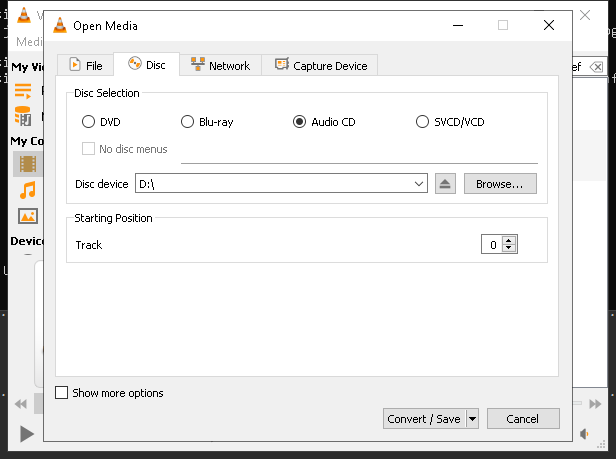 Open Media
Medi
My Vi
My Co
Device
ef
File
Disc
Network
Capture Device
Disc Selection
DVD
Blu-ray
Audio CD
SVCD/VCD
No disc menus
Disc device
D:\
Browse...
Starting Position
Track
0
Show more options
Convert / Save
Cancel